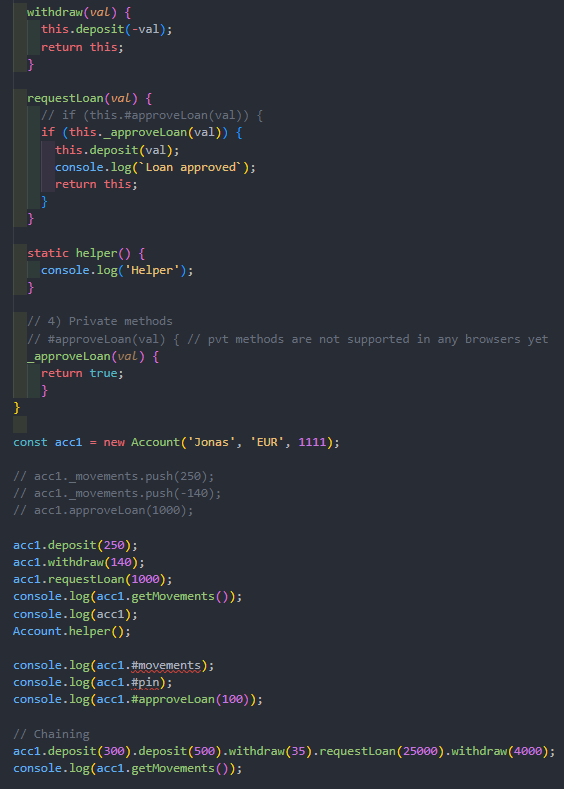 withdraw(val) {
this.deposit(-val);
return this;
}
requestLoan(val) {
// if (this.#approveLoan(val)) {
if (this._approveLoan(val)) {
this.deposit(val);
console.log(`Loan approved`);
return this;
}
}
static helper() {
console.log('Helper');
}
// 4) Private methods
// #approveLoan(val) { // pvt methods are not supported in any browsers yet
_approveLoan(val) {
return true;
}
}
const acc1 = new Account('Jonas', 'EUR', 1111);
// acc1._movements.push(250);
// acc1._movements.push(-140);
// acc1.approveLoan(1000);
acc1.deposit(250);
acc1.withdraw(140);
acc1.requestLoan(1000);
console.log(acc1.getMovements());
console.log(acc1);
Account.helper();
console.log(acc1.#movements);
console.log(acc1.#pin);
console.log(acc1.#approveLoan(100));
// Chaining
acc1.deposit(300).deposit(500).withdraw(35).requestLoan(25000).withdraw(4000);
console.log(acc1.getMovements());